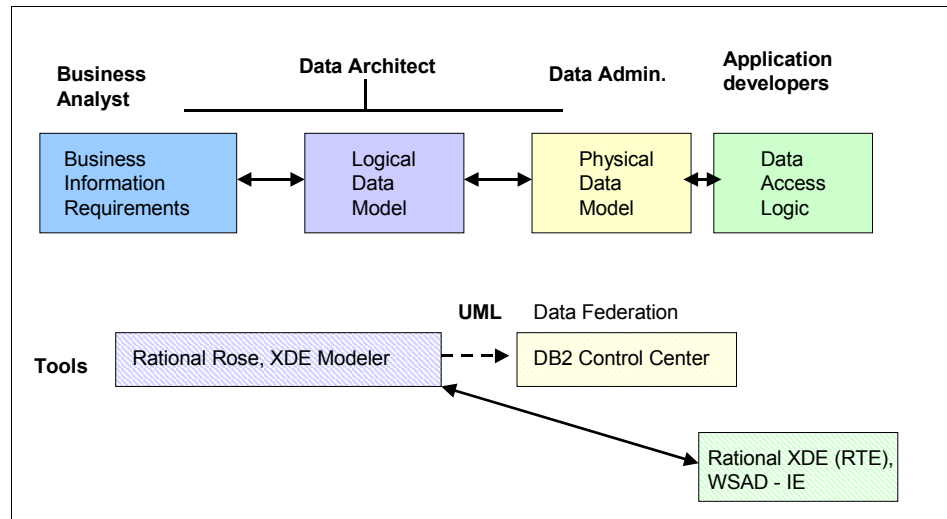 Business
Analyst
Data Architect
Data Admin.
Application
developers
Business
Information
Requirements
Logical
Data
Model
Physical
Data
Model
Data
Access
Logic
UML
Data Federation
Tools
Rational Rose, XDE Modeler
DB2 Control Center
Rational XDE (RTE),
WSAD - IE